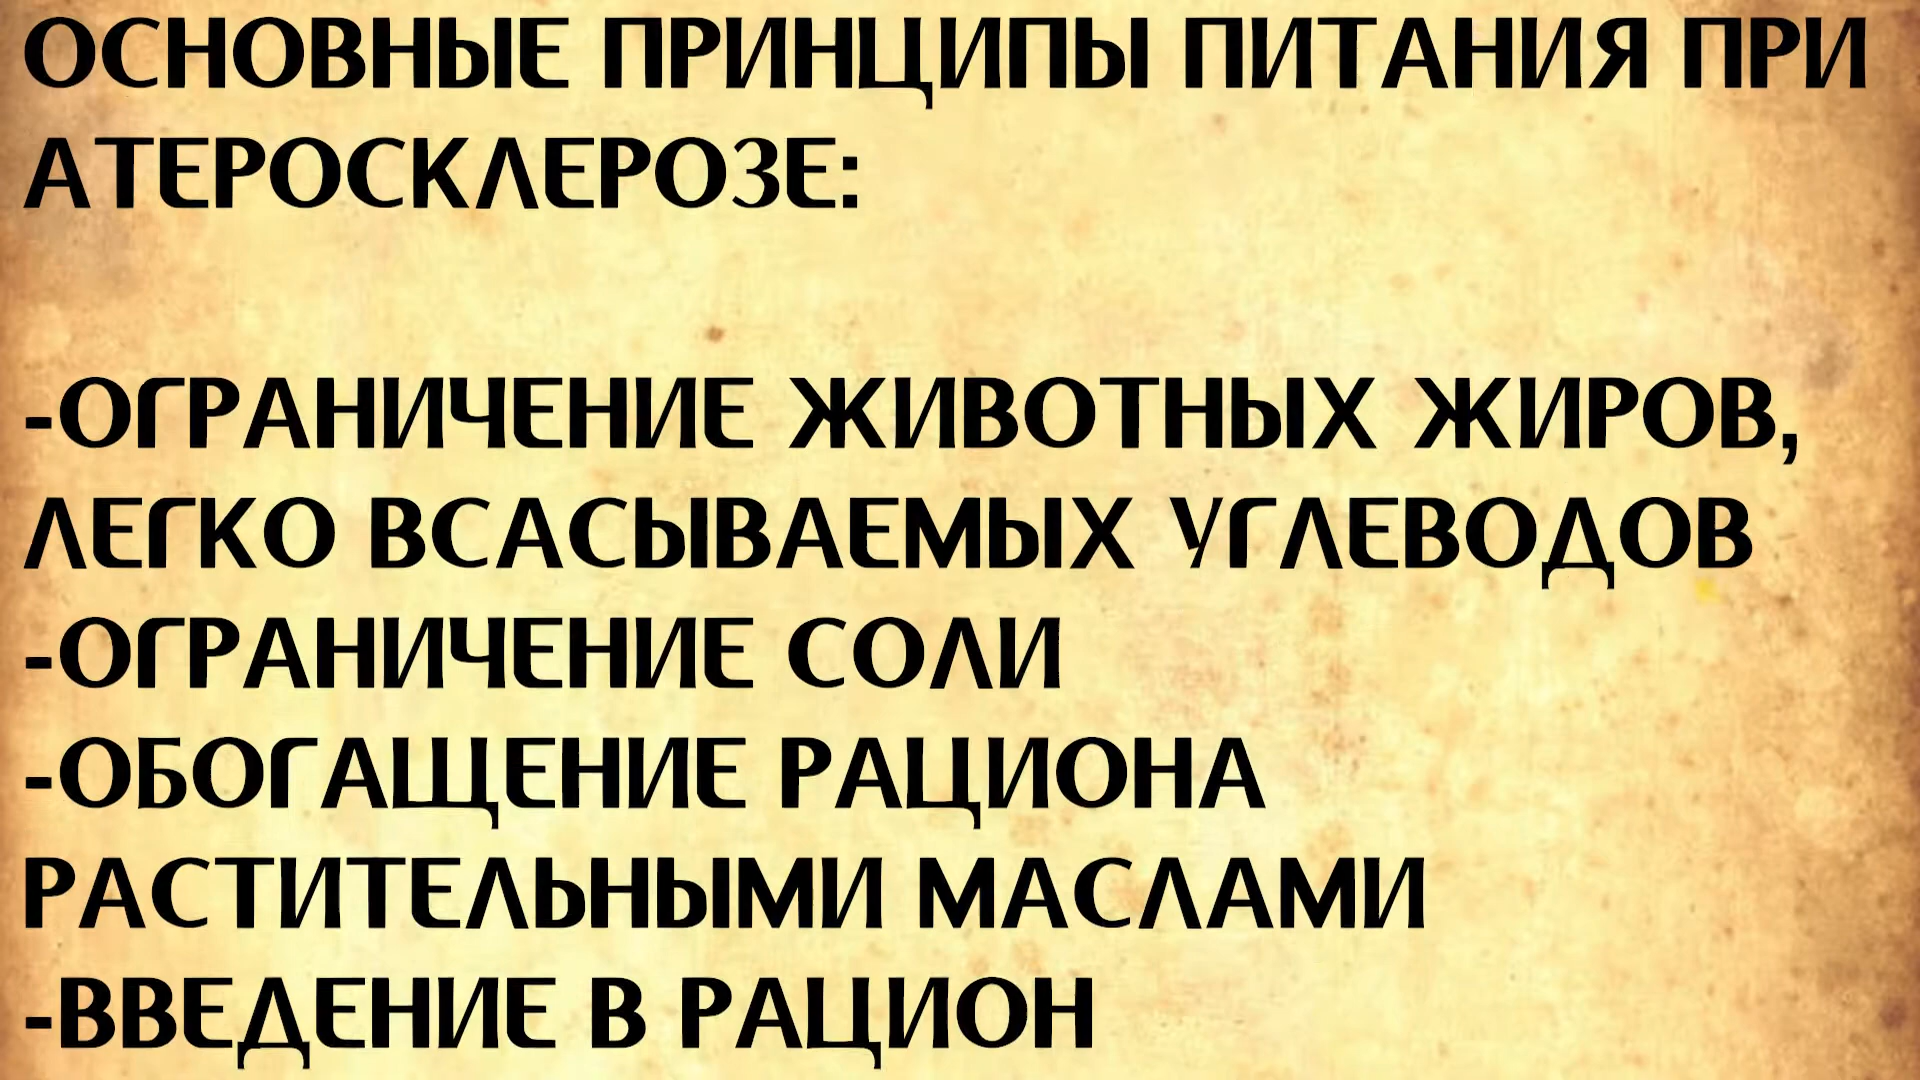 ОСНОВНЫЕ ПРИНЦИПЫ ПИТАНИЯ ПРИ
АТЕРОСКЛЕРОЗЕ:
-ОГРАНИЧЕНИЕ ЖИВОТНЫХ ЖИРОВ,
ЛЕГКО ВСАСЫВАЕМЫХ УГЛЕВОДОВ
-ОГРАНИЧЕНИЕ СОЛИ
-ОБОГАЩЕНИЕ РАЦИОНА
РАСТИТЕЛЬНЫМИ МАСЛАМИ
-ВВЕДЕНИЕ В РАЦИОН